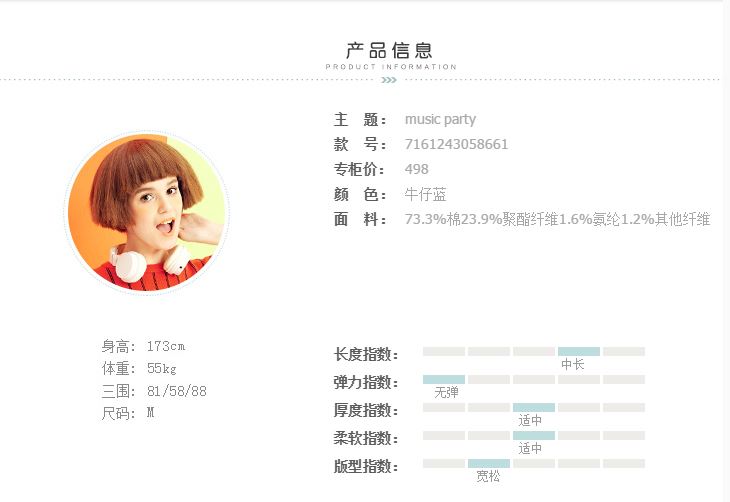 产品信息
PRODUCT INFORMATION
主 题： music party
款 号： 7161243058661
专柜价： 498
颜 色： 牛仔蓝
面 料： 73.3%棉23.9%聚酯纤维1.6%氨纶1.2%其他纤维
身高: 173cm
体重: 55kg
三围: 81/58/88
尺码: M
长度指数：
中长
弹力指数：
无弹
厚度指数：
适中
柔软指数：
适中
版型指数：
宽松